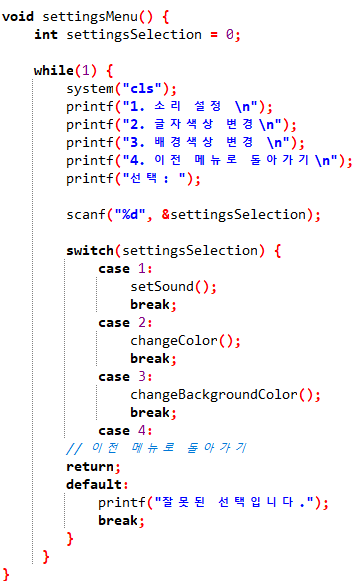 void settingsMenu() {
    int settingsSelection = 0;

    while(1) {
        system("cls");
        printf("1. 소리 설정 \n");
        printf("2. 글자색상 변경\n");
        printf("3. 배경색상 변경 \n");
        printf("4. 이전 메뉴로 돌아가기\n");
        printf("선택: ");

        scanf("%d", &settingsSelection);

        switch(settingsSelection) {
            case 1:
                setSound();
                break;
            case 2:
                changeColor();
                break;
            case 3:
                changeBackgroundColor();
                break;
            case 4:
        // 이전 메뉴로 돌아가기
        return;
        default:
            printf("잘못된 선택입니다.");
            break;
        }
     }
}